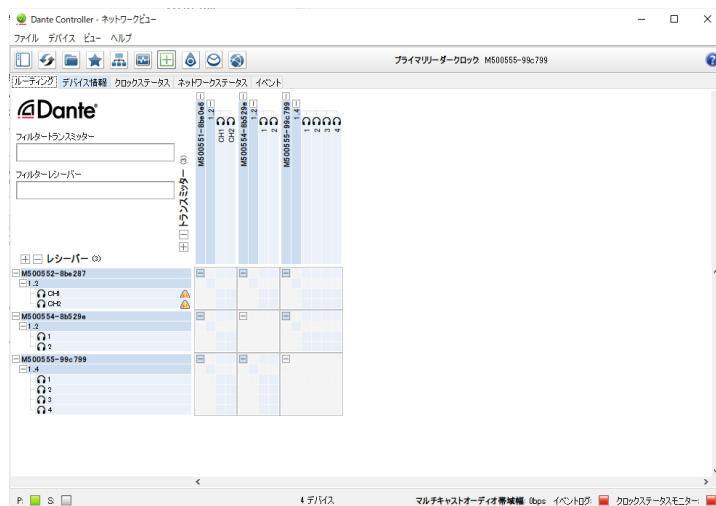 Dante Controller - ネットワークビュー
ファイル デバイス ビュー ヘルプ
プライマリリーダークロック M500555-99c799
ルーティング デバイス情報 クロックステータス ネットワークステータス イベント
Dante
フィルタートランスミッター
フィルターレシーバー
トランスミッター (3)
M500551-8be0e6
1..2
CH1
CH2
M500554-8b529e
1..2
1
2
M500555-99c799
1..4
1
2
3
4
レシーバー (3)
M500552-8be287
1..2
CH1
CH2
M500554-8b529e
1..2
1
2
M500555-99c799
1..4
1
2
3
4
P: S: 4 デバイス マルチキャストオーディオ帯域幅: 0bps イベントログ: クロックステータスモニター: